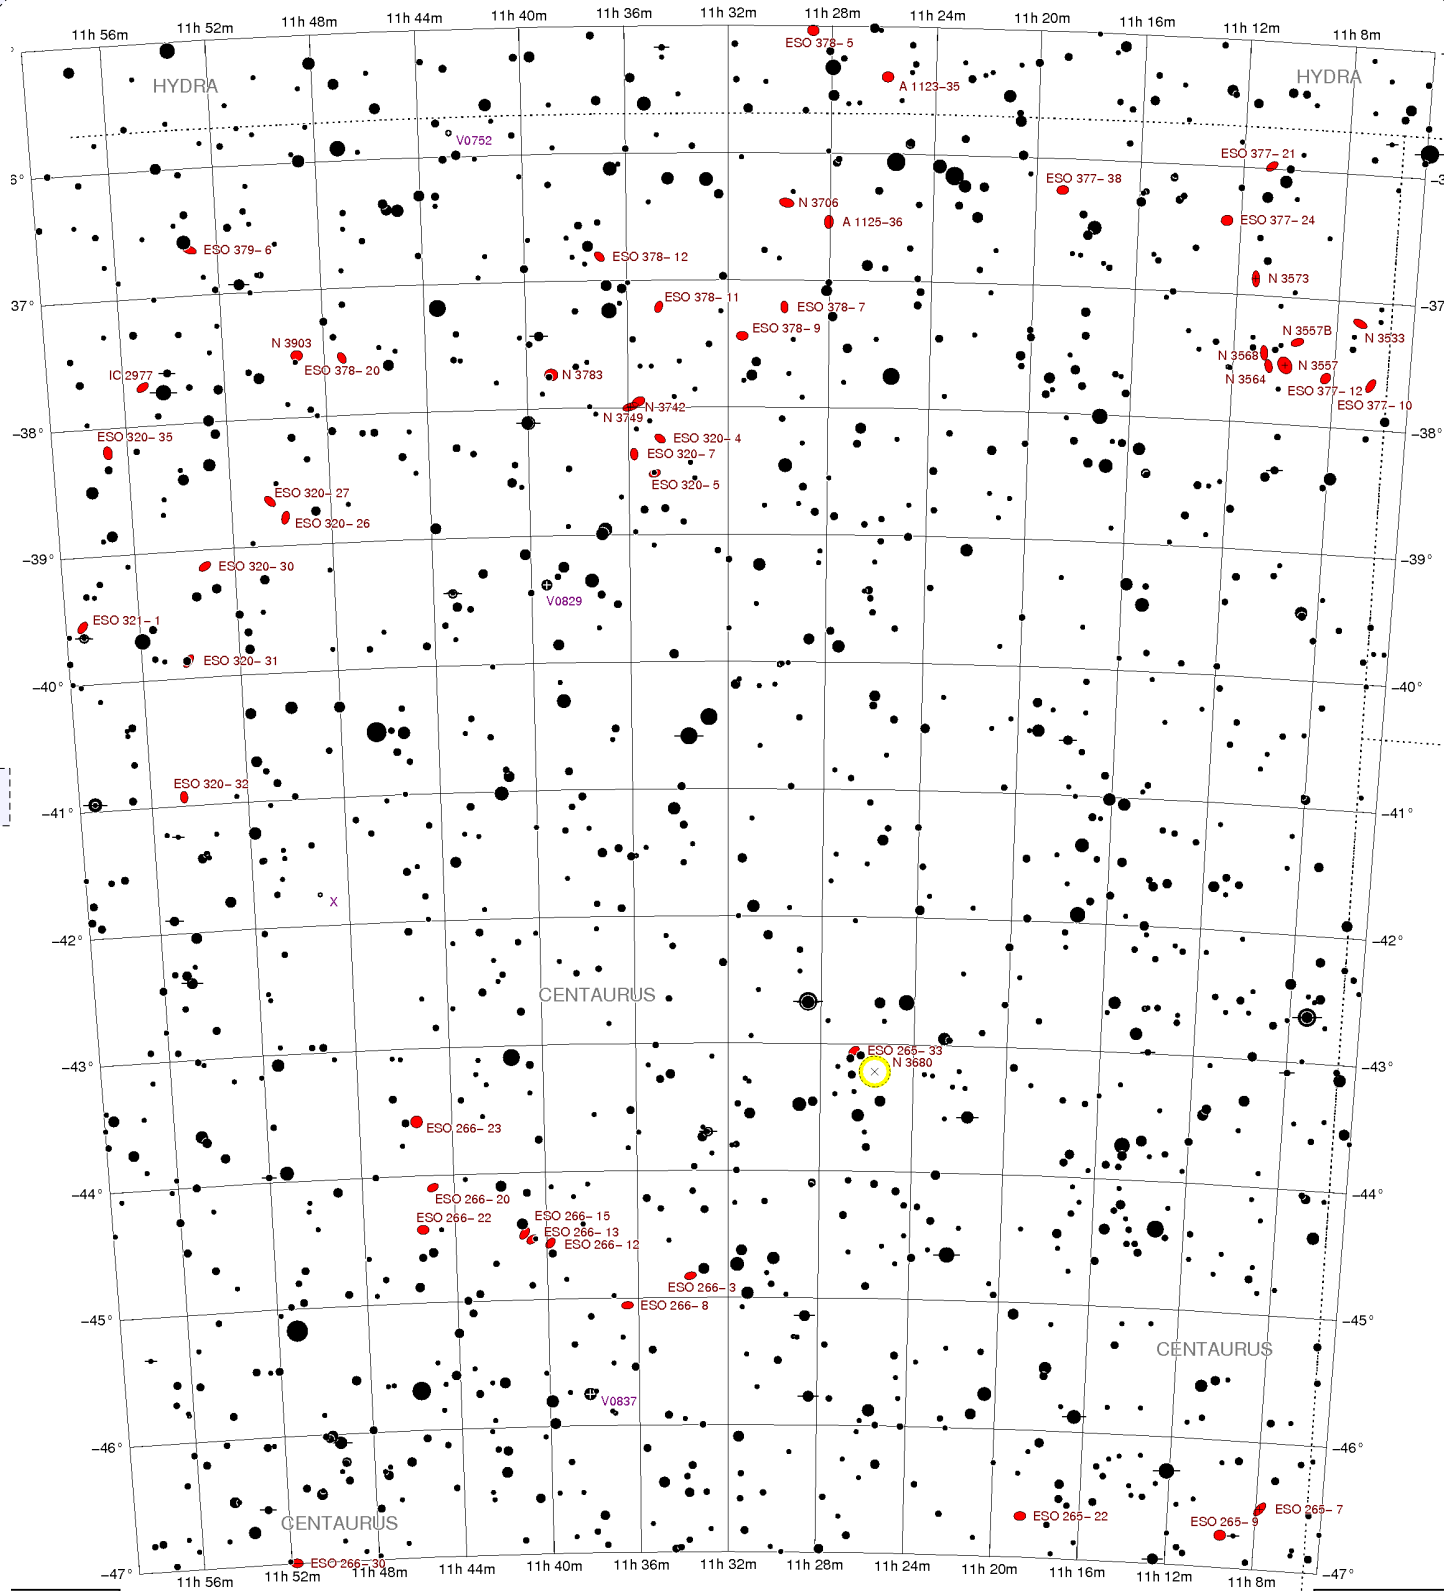 11h 56m
11h 52m
11h 48m
11h 44m
11h 40m
11h 36m
11h 32m
11h 28m
11h 24m
11h 20m
11h 16m
11h 12m
11h 8m
ESO 378-5
HYDRA
HYDRA
A 1123-35
V0752
ESO 377-21
6°
ESO 377-38
N 3706
A 1125-36
ESO 377-24
ESO 379-6
ESO 378-12
N 3573
37°
ESO 378-11
ESO 378-7
-37
ESO 378-9
N 3557B
N 3533
N 3903
N 3568
ESO 378-20
N 3557
IC 2977
N 3783
N 3564
ESO 377-12
N 3742
ESO 377-10
N 3749
-38°
ESO 320-35
ESO 320-4
-38°
ESO 320-7
ESO 320-5
ESO 320-27
ESO 320-26
-39°
-39°
ESO 320-30
V0829
ESO 321-1
ESO 320-31
-40°
-40°
ESO 320-32
-41°
-41°
X
-42°
-42°
CENTAURUS
ESO 265-33
N 3680
-43°
-43°
ESO 266-23
-44°
-44°
ESO 266-20
ESO 266-22
ESO 266-15
ESO 266-13
ESO 266-12
ESO 266-3
ESO 266-8
-45°
-45°
CENTAURUS
V0837
-46°
-46°
ESO 265-7
ESO 265-22
ESO 265-9
CENTAURUS
ESO 266-30
-47°
-47°
11h 56m
11h 52m
11h 48m
11h 44m
11h 40m
11h 36m
11h 32m
11h 28m
11h 24m
11h 20m
11h 16m
11h 12m
11h 8m